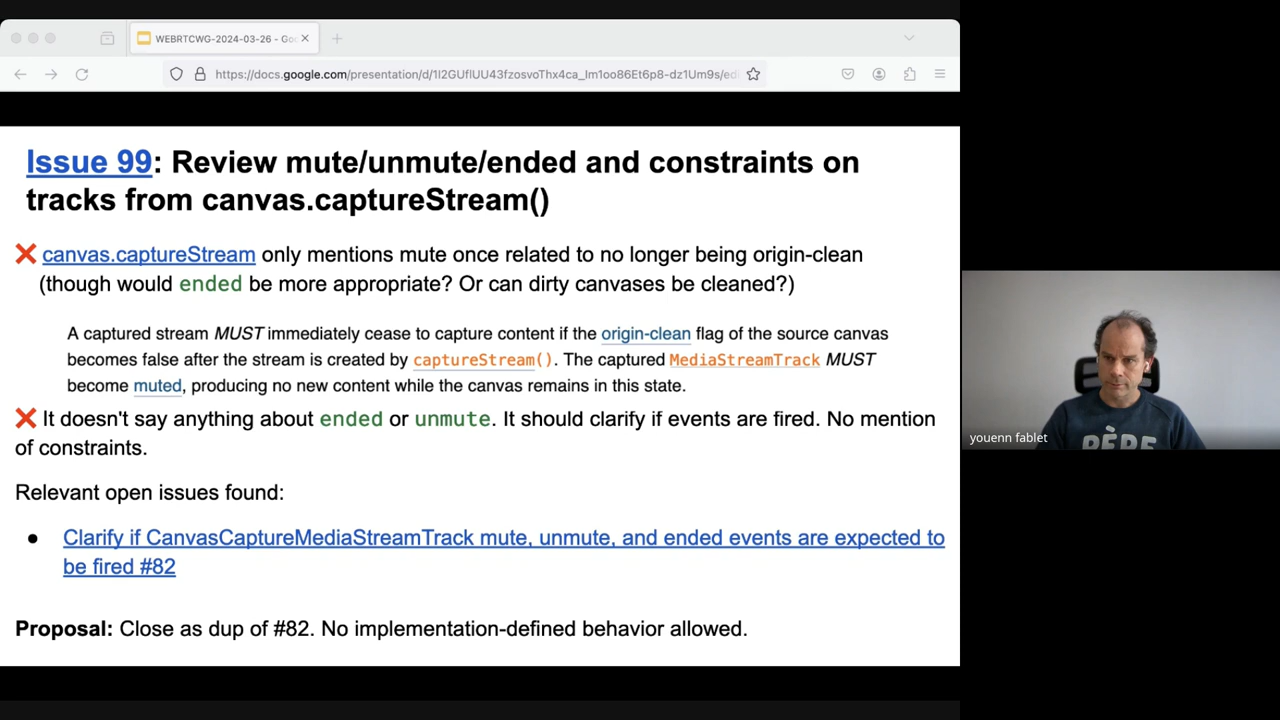 WEBRTCWG-2024-03-26 - Goo
https://docs.google.com/presentation/d/1I2GUfIUU43fzosvoThx4ca_Im1oo86Et6p8-dz1Um9s/edi
Issue 99: Review mute/unmute/ended and constraints on
tracks from canvas.captureStream()
❌ canvas.captureStream only mentions mute once related to no longer being origin-clean
(though would ended be more appropriate? Or can dirty canvases be cleaned?)
A captured stream MUST immediately cease to capture content if the origin-clean flag of the source canvas
becomes false after the stream is created by captureStream(). The captured MediaStreamTrack MUST
become muted, producing no new content while the canvas remains in this state.
❌ It doesn't say anything about ended or unmute. It should clarify if events are fired. No mention
of constraints.
Relevant open issues found:
● Clarify if CanvasCaptureMediaStreamTrack mute, unmute, and ended events are expected to
be fired #82
Proposal: Close as dup of #82. No implementation-defined behavior allowed.
youenn fablet
PÈRE